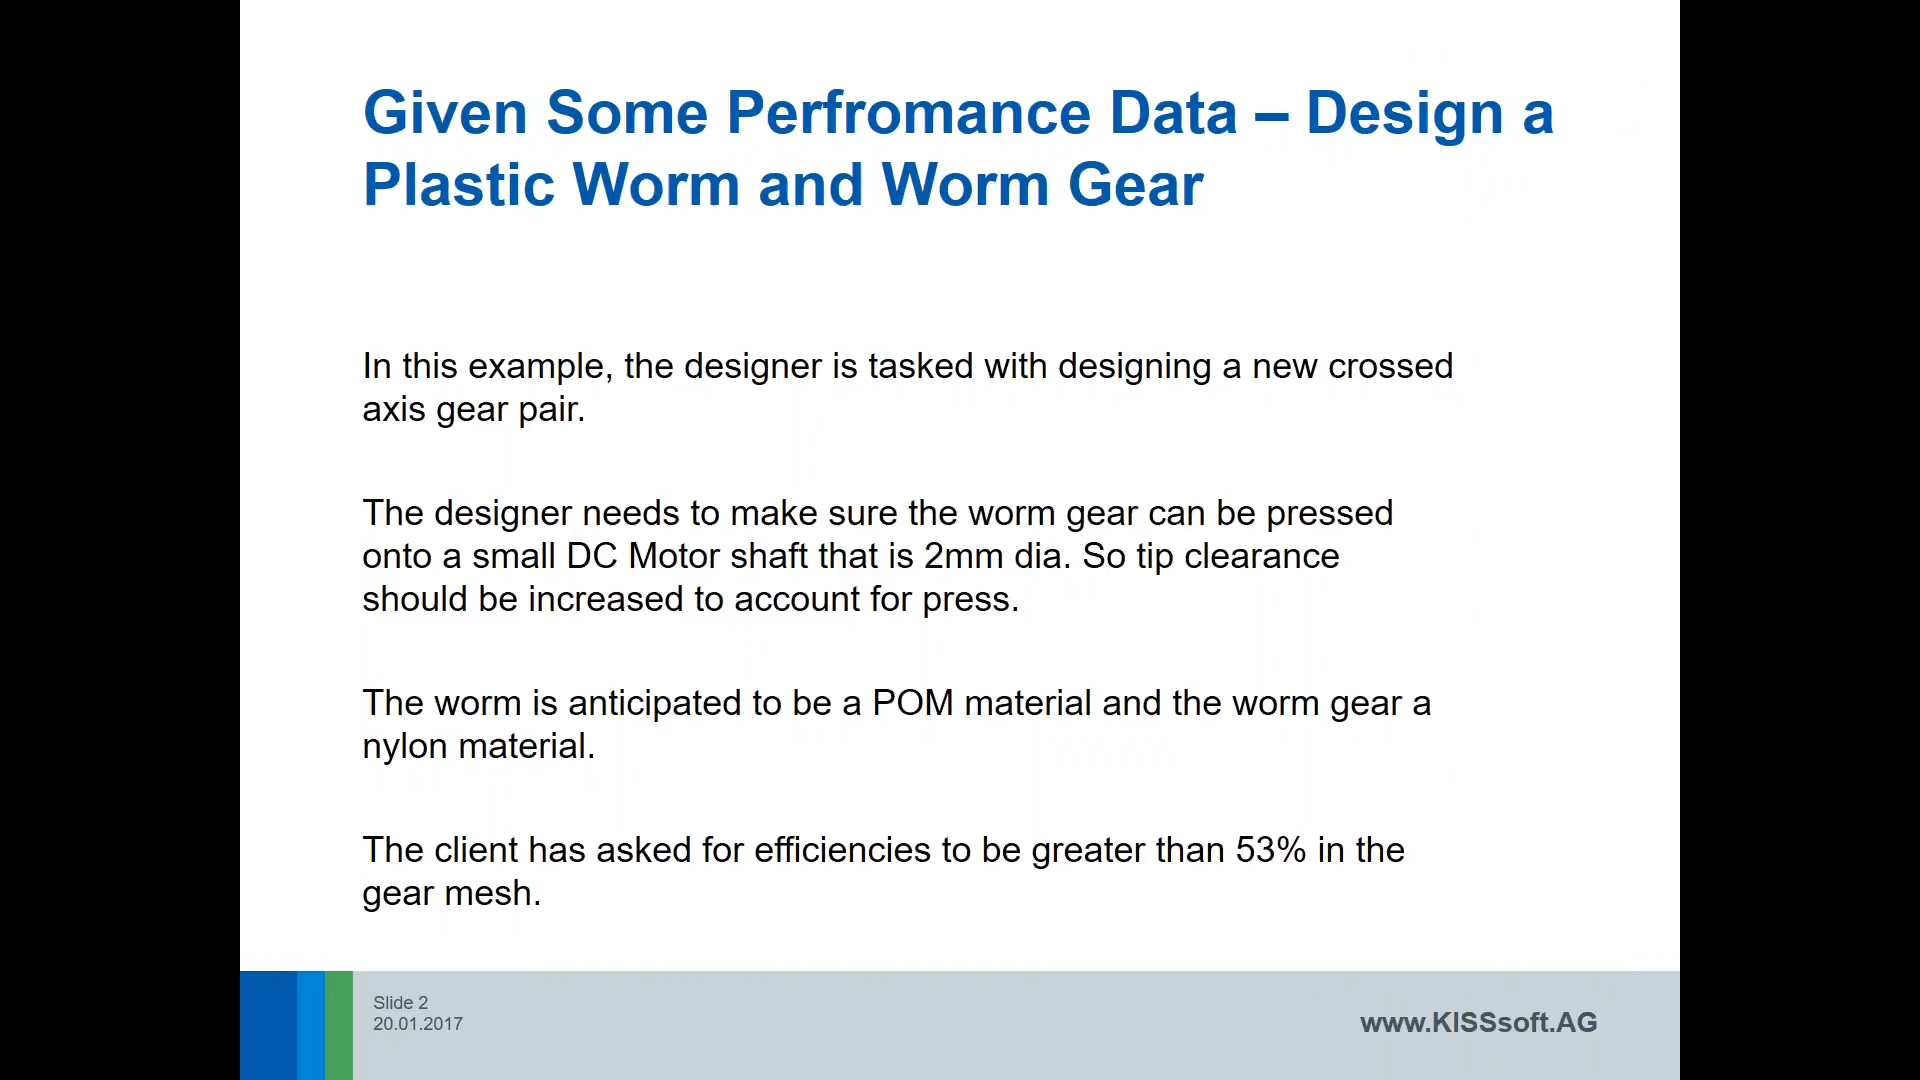 Given Some Perfromance Data – Design a
Plastic Worm and Worm Gear
In this example, the designer is tasked with designing a new crossed
axis gear pair.
The designer needs to make sure the worm gear can be pressed
onto a small DC Motor shaft that is 2mm dia. So tip clearance
should be increased to account for press.
The worm is anticipated to be a POM material and the worm gear a
nylon material.
The client has asked for efficiencies to be greater than 53% in the
gear mesh.
Slide 2
20.01.2017
www.KISSsoft.AG